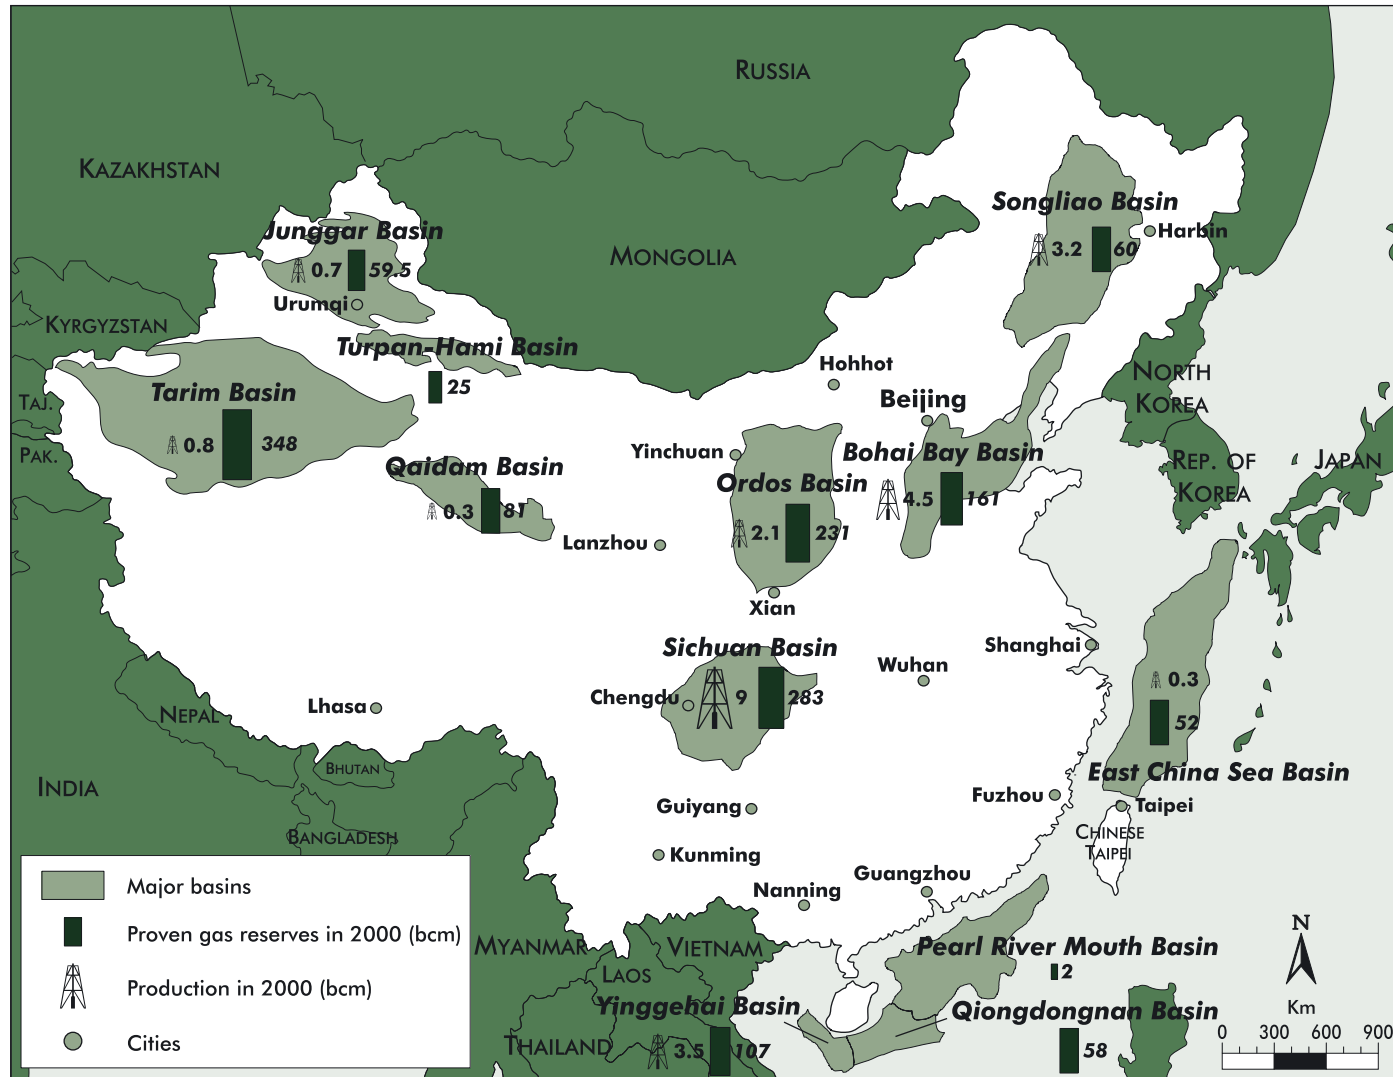 RUSSIA
KAZAKHSTAN
MONGOLIA
KYRGYZSTAN
TAJ.
PAK.
NORTH
KOREA
REP. OF
KOREA
JAPAN
Songliao Basin
3.2 60
Harbin
Junggar Basin
0.7 59.5
Urumqi
Turpan-Hami Basin
25
Tarim Basin
0.8 348
Qaidam Basin
0.3 81
Hohhot
Beijing
Yinchuan
Bohai Bay Basin
4.5 161
Ordos Basin
2.1 231
Lanzhou
Xian
Sichuan Basin
Chengdu 9 283
Wuhan
Shanghai
0.3
52
East China Sea Basin
Lhasa
NEPAL
BHUTAN
INDIA
BANGLADESH
Guiyang
Fuzhou
Taipei
CHINESE
TAIPEI
Kunming
Guangzhou
Nanning
MYANMAR
VIETNAM
LAOS
THAILAND
Pearl River Mouth Basin
2
Yinggehai Basin
3.5 107
Qiongdongnan Basin
58
Major basins
Proven gas reserves in 2000 (bcm)
Production in 2000 (bcm)
Cities
N
Km
0 300 600 900